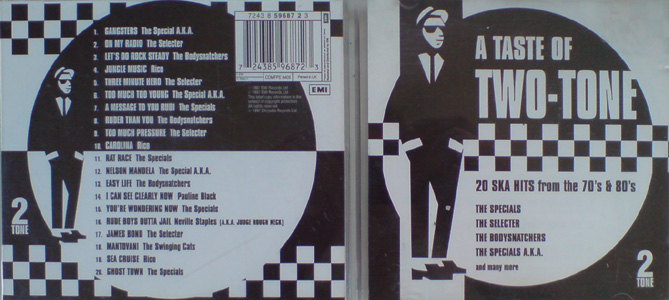 1. GANGSTERS The Special A.K.A.
2. ON MY RADIO The Selecter
3. LET'S DO ROCK STEADY The Bodysnatchers
4. JUNGLE MUSIC Rico
5. THREE MINUTE HERO The Selecter
6. TOO MUCH TOO YOUNG The Special A.K.A.
7. A MESSAGE TO YOU RUDI The Specials
8. RUDER THAN YOU The Bodysnatchers
9. TOO MUCH PRESSURE The Selecter
10. CAROLINA Rico
11. RAT RACE The Specials
12. NELSON MANDELA The Special A.K.A.
13. EASY LIFE The Bodysnatchers
14. I CAN SEE CLEARLY NOW Pauline Black
15. YOU'RE WONDERING NOW The Specials
16. RUDE BOYS OUTTA JAIL Neville Staples (A.K.A. JUDGE ROUGH NECK)
17. JAMES BOND The Selecter
18. MANTOVANI The Swinging Cats
19. SEA CRUISE Rico
20. GHOST TOWN The Specials
2
TONE
7243 8 59687 2 3
7 24385 96872 3
EMI
A TASTE OF
TWO-TONE
20 SKA HITS from the 70's & 80's
THE SPECIALS
THE SELECTER
THE BODYSNATCHERS
THE SPECIALS A.K.A.
and many more
2
TONE